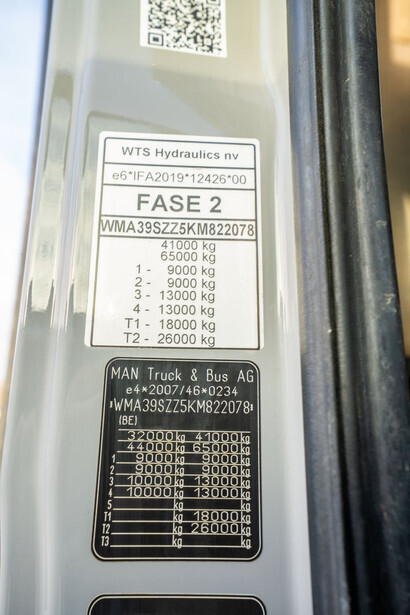 WTS Hydraulics nv
e6*IFA2019*12426*00
FASE 2
WMA39SZZ5KM822078
41000 kg
65000 kg
1 - 9000 kg
2 - 9000 kg
3 - 13000 kg
4 - 13000 kg
T1 - 18000 kg
T2 - 26000 kg
MAN Truck & Bus AG
e4*2007/46*0234
*WMA39SZZ5KM822078*
(BE)
32000 kg 41000 kg
44000 kg 65000 kg
1 9000 kg 9000 kg
2 9000 kg 9000 kg
3 10000 kg 13000 kg
4 10000 kg 13000 kg
5 kg kg
T1 kg 18000 kg
T2 kg 26000 kg
T3 kg kg